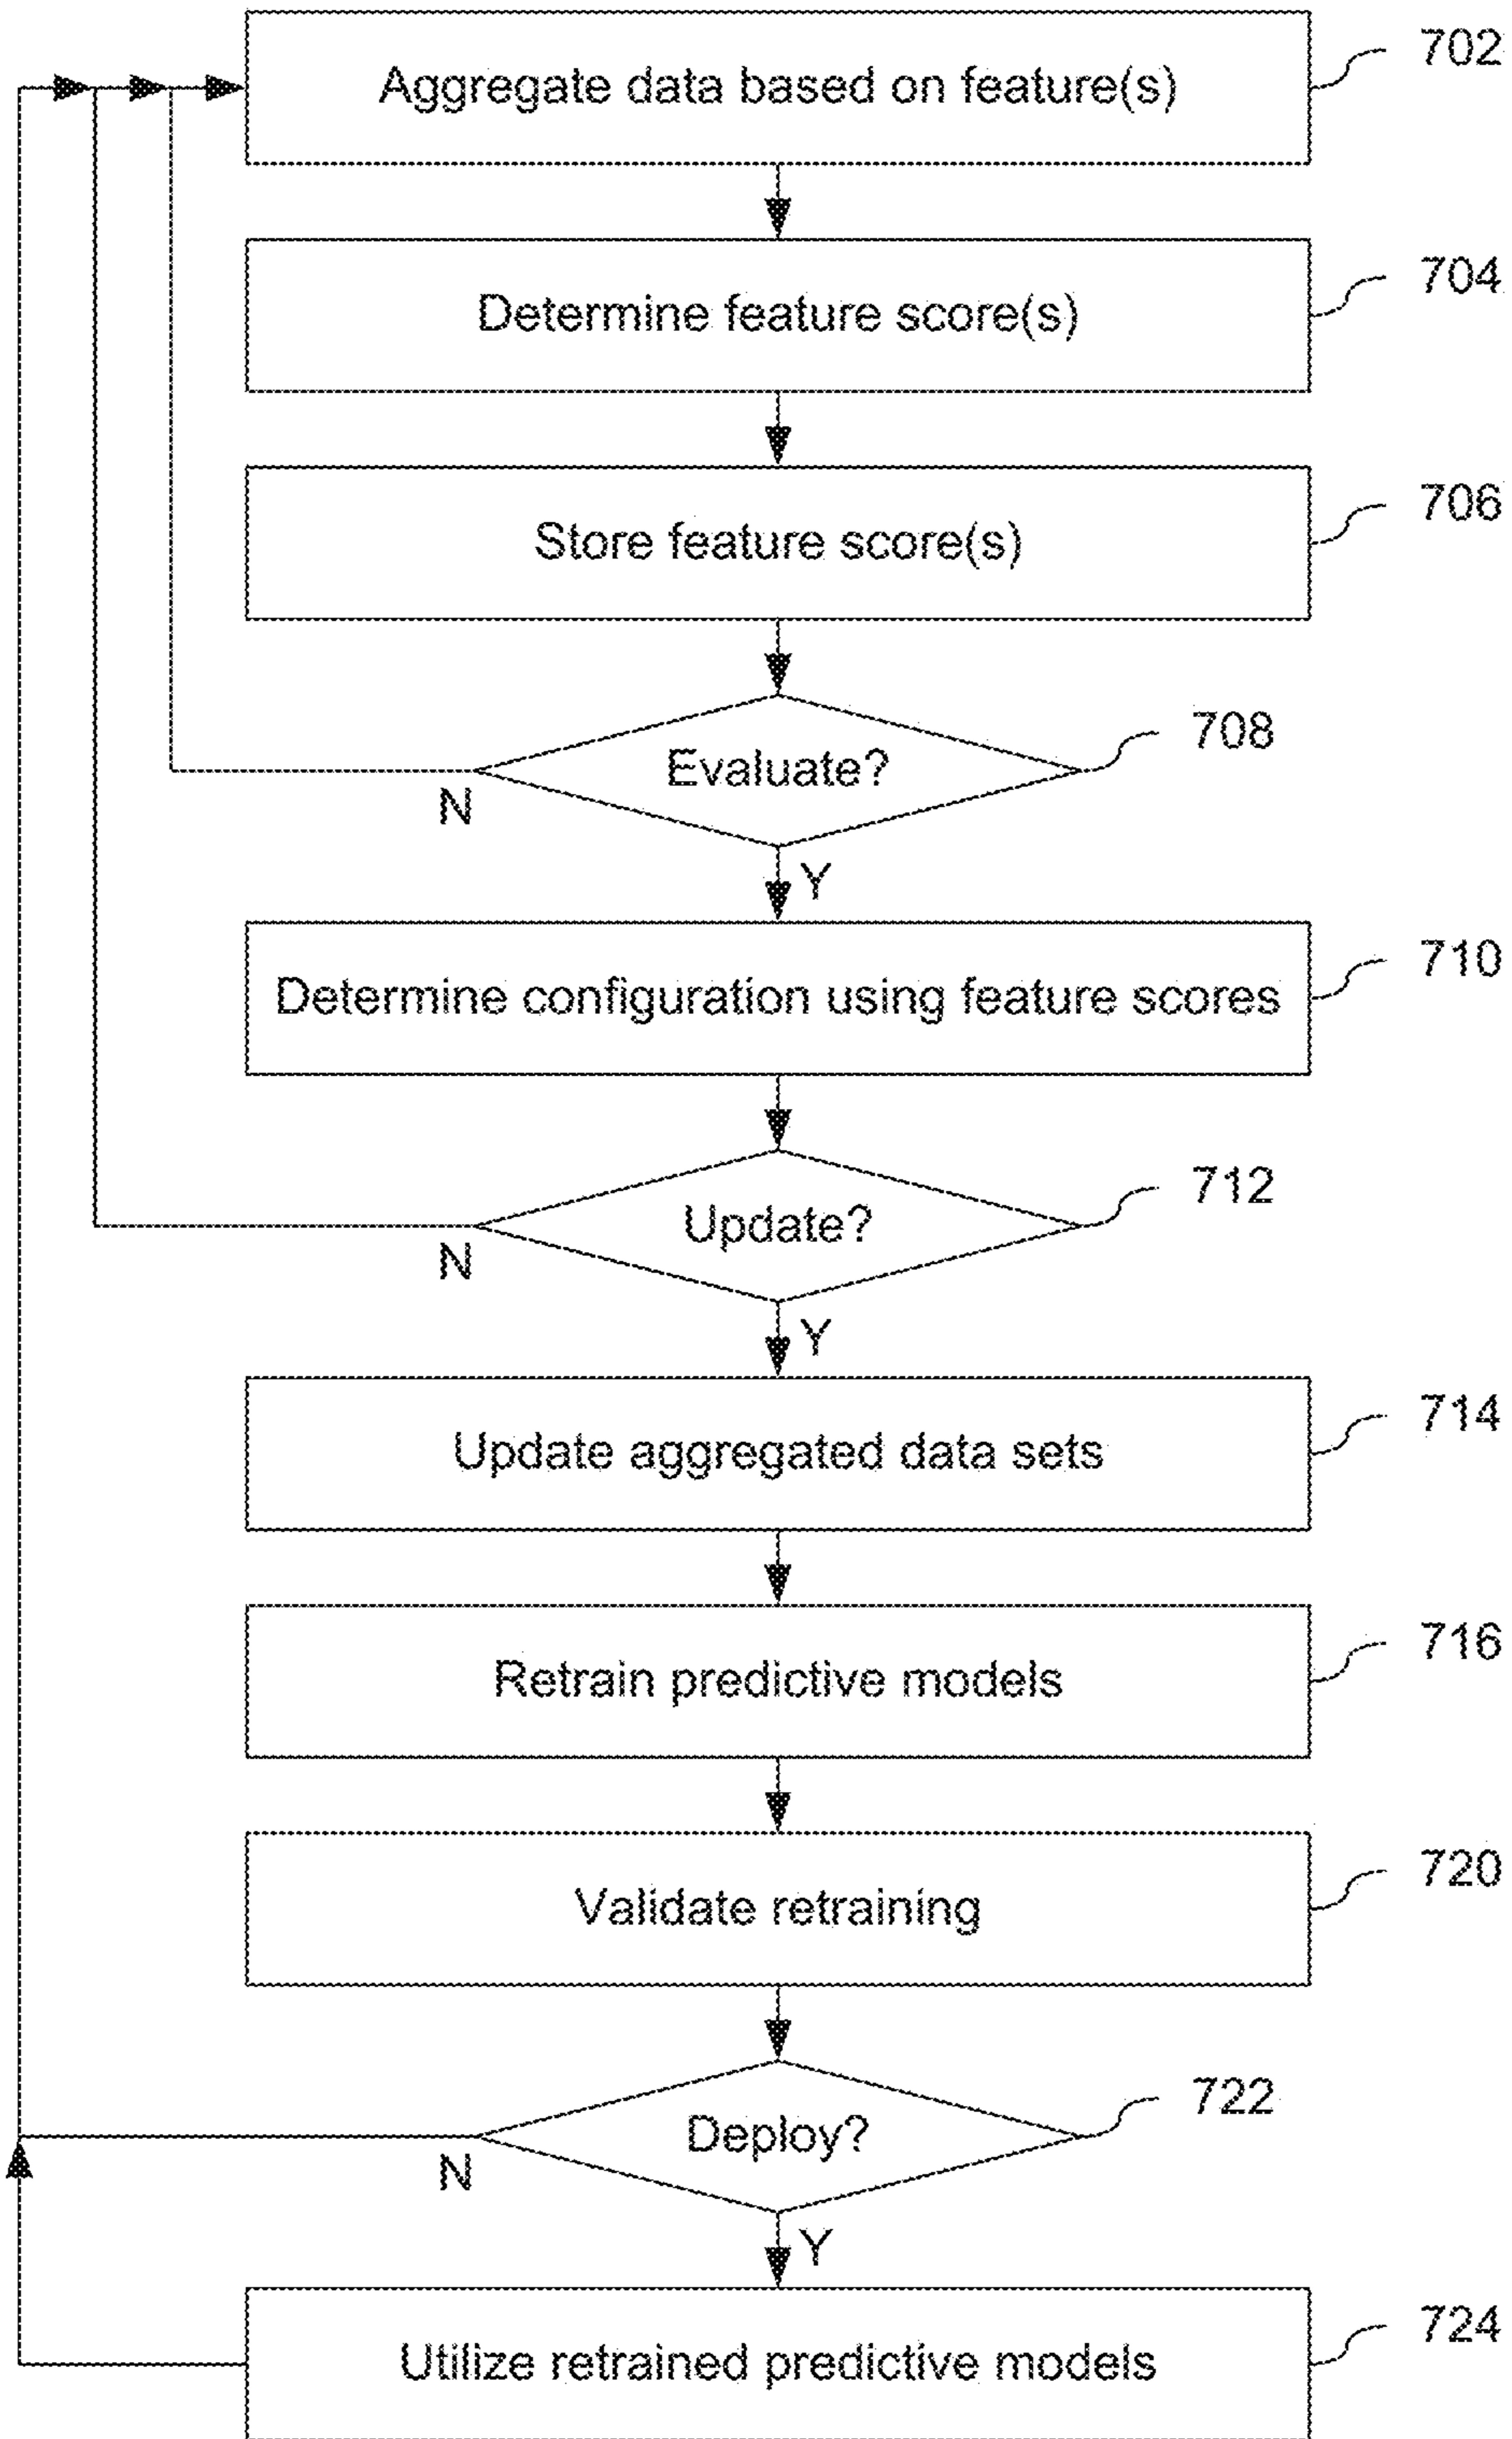 Aggregate data based on feature(s)
702
Determine feature score(s)
704
Store feature score(s)
706
Evaluate?
708
N
Y
Determine configuration using feature scores
710
Update?
712
N
Y
Update aggregated data sets
714
Retrain predictive models
716
Validate retraining
720
Deploy?
722
N
Y
Utilize retrained predictive models
724